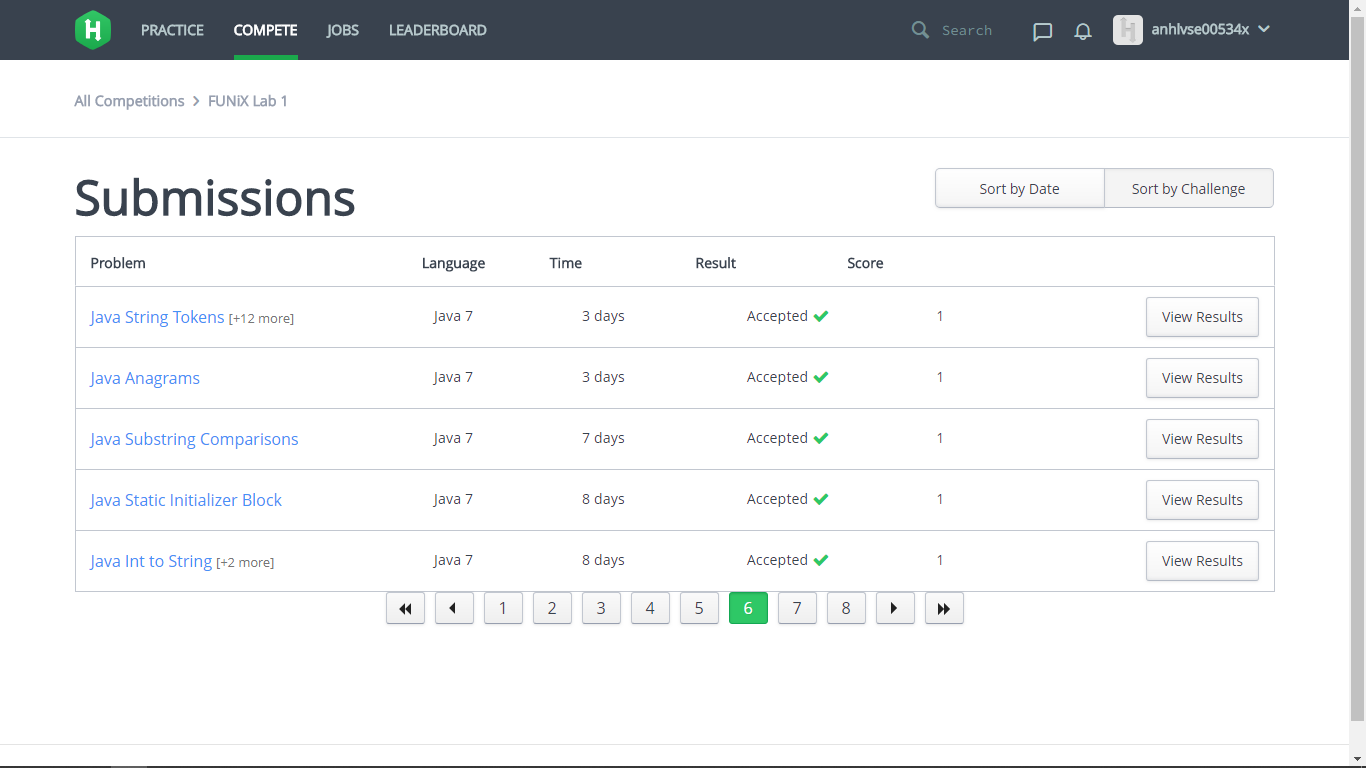 PRACTICE COMPETE JOBS LEADERBOARD Search anhlvse00534x
All Competitions > FUNiX Lab 1
Submissions
Sort by Date Sort by Challenge
Problem Language Time Result Score
Java String Tokens [+12 more] Java 7 3 days Accepted 1 View Results
Java Anagrams Java 7 3 days Accepted 1 View Results
Java Substring Comparisons Java 7 7 days Accepted 1 View Results
Java Static Initializer Block Java 7 8 days Accepted 1 View Results
Java Int to String [+2 more] Java 7 8 days Accepted 1 View Results
1 2 3 4 5 6 7 8